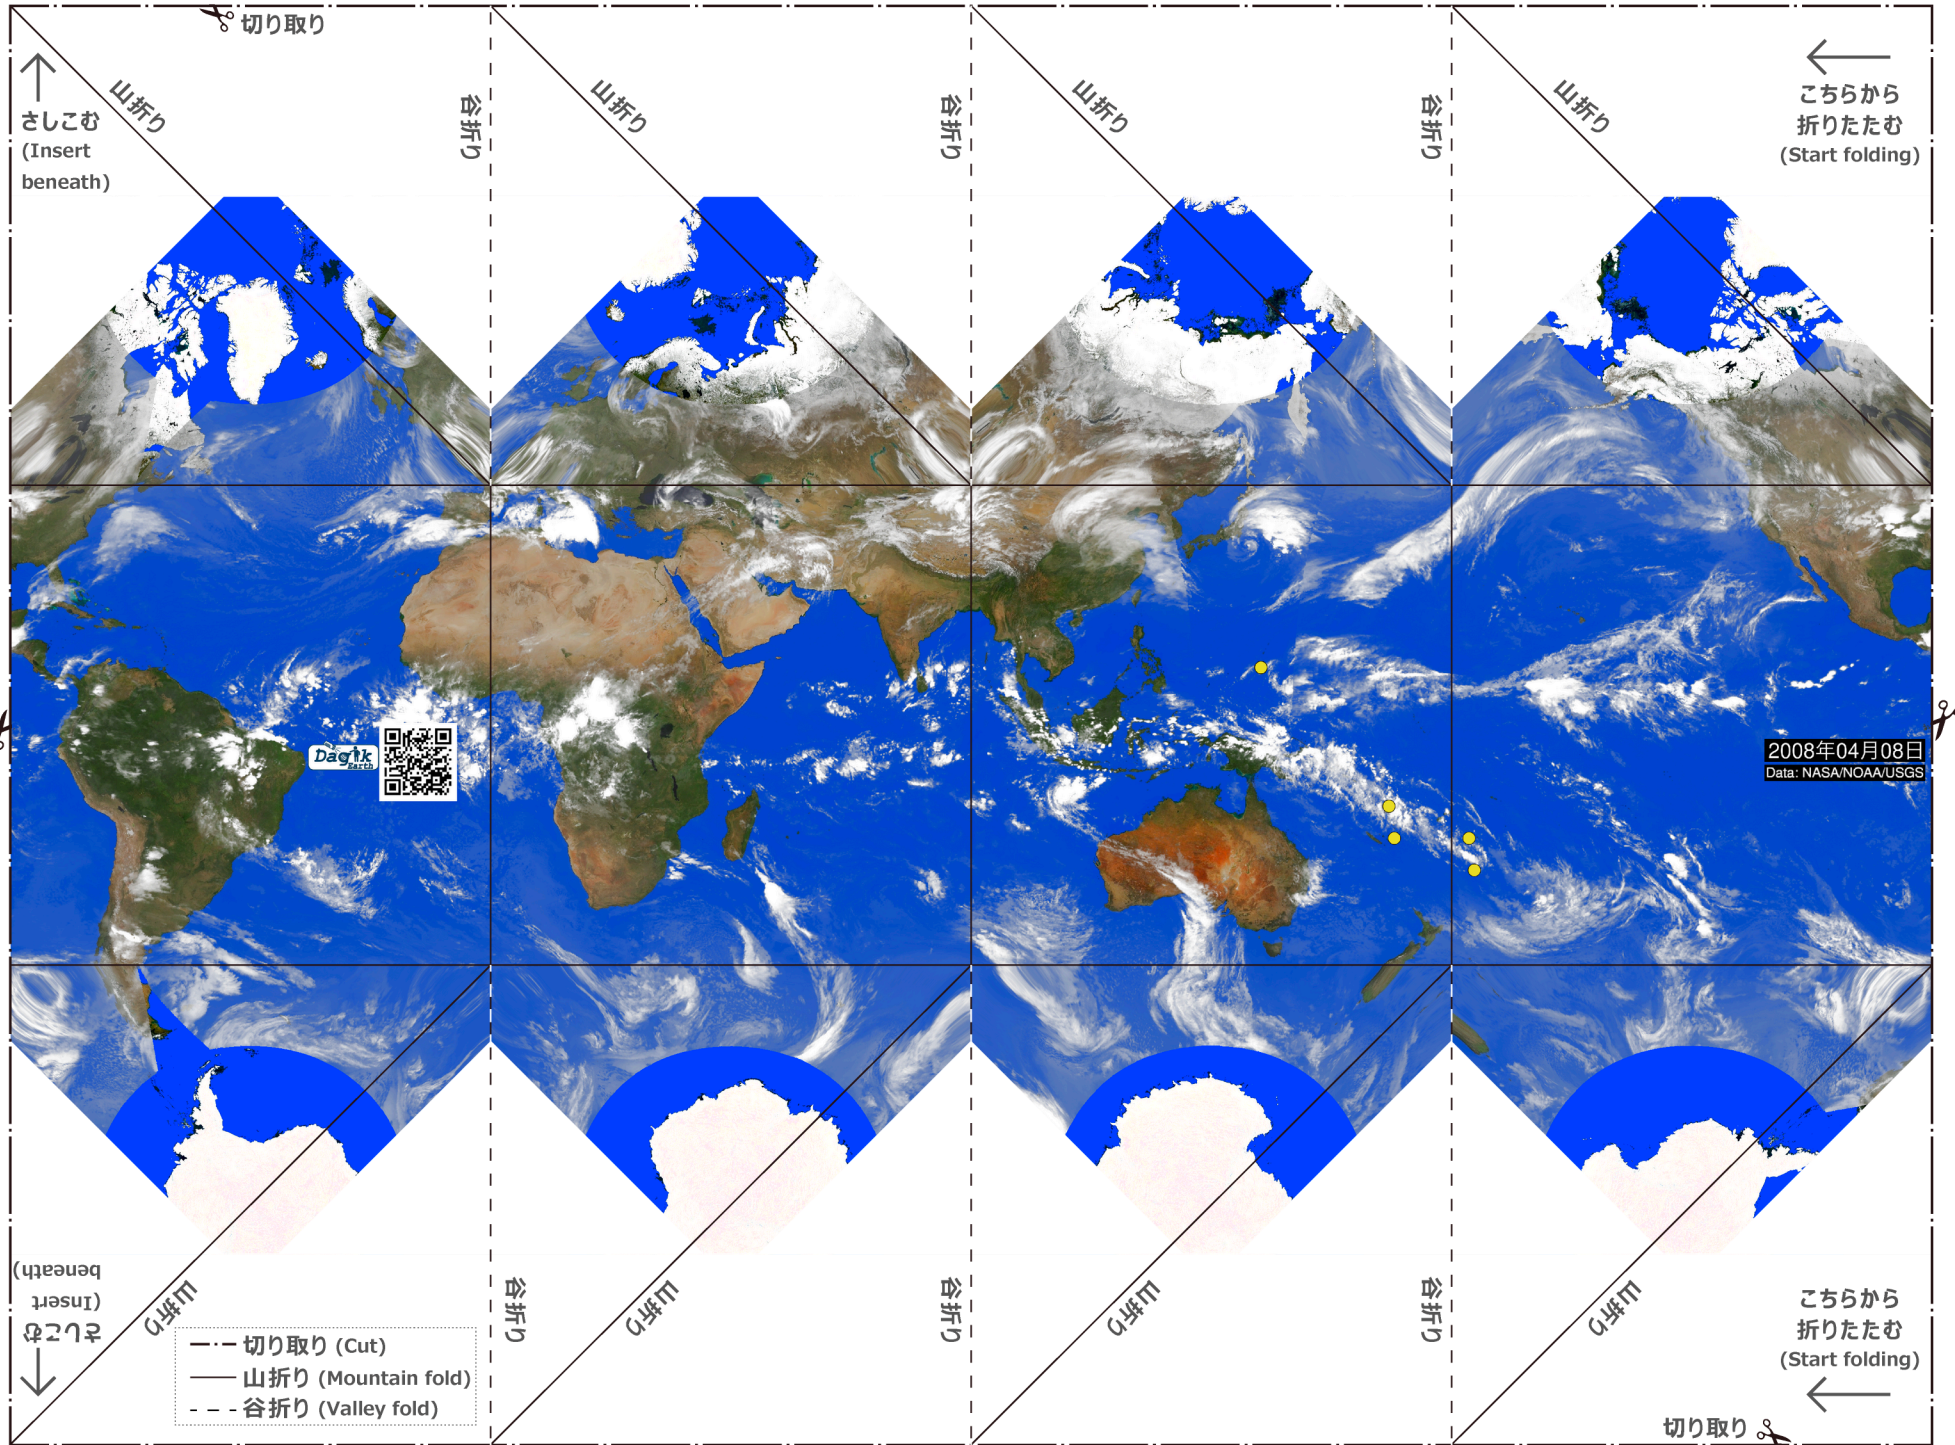 切り取り
さしこむ
(Insert
beneath)
山折り
谷折り
山折り
谷折り
山折り
谷折り
山折り
こちらから
折りたたむ
(Start folding)
Dagik
Earth
2008年04月08日
Data: NASA/NOAA/USGS
さしこむ
(Insert
beneath)
山折り
谷折り
山折り
谷折り
山折り
谷折り
山折り
こちらから
折りたたむ
(Start folding)
切り取り (Cut)
山折り (Mountain fold)
谷折り (Valley fold)
切り取り